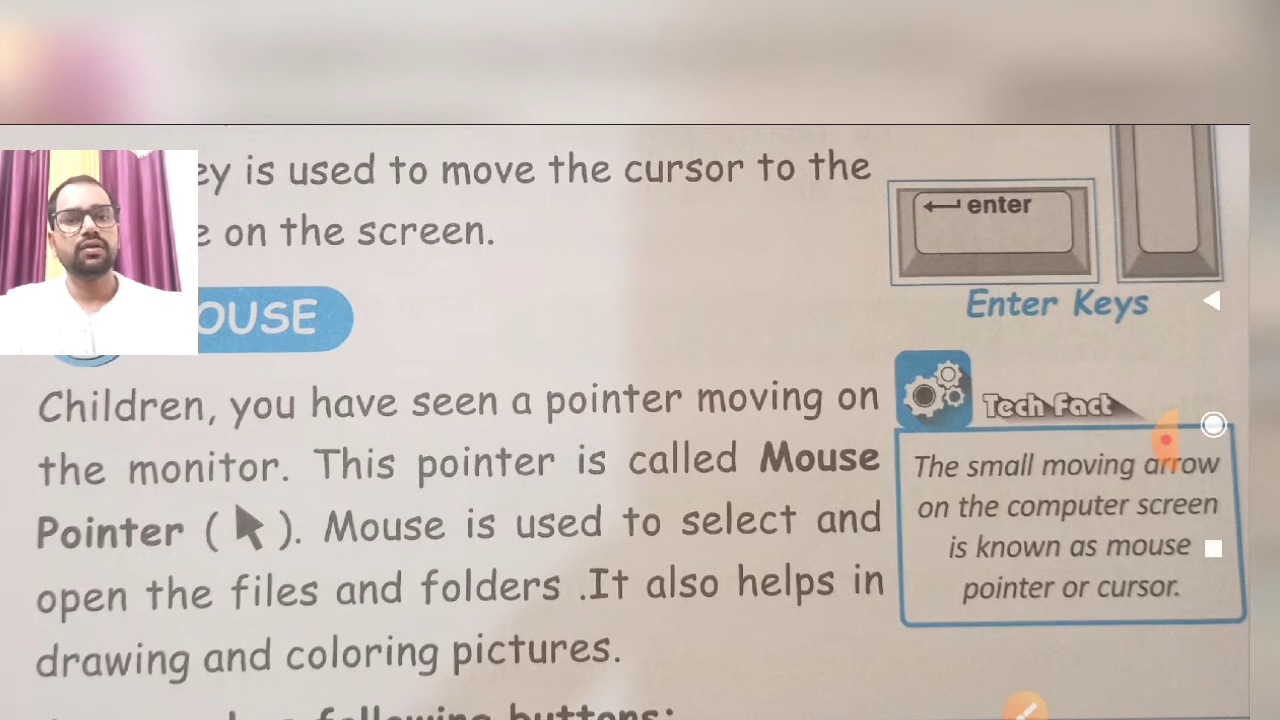 ey is used to move the cursor to the
e on the screen.
enter
Enter Keys
OUSE
Children, you have seen a pointer moving on
the monitor. This pointer is called Mouse
Pointer ( ). Mouse is used to select and
open the files and folders .It also helps in
drawing and coloring pictures.
Tech Fact
The small moving arrow
on the computer screen
is known as mouse
pointer or cursor.
following buttons: